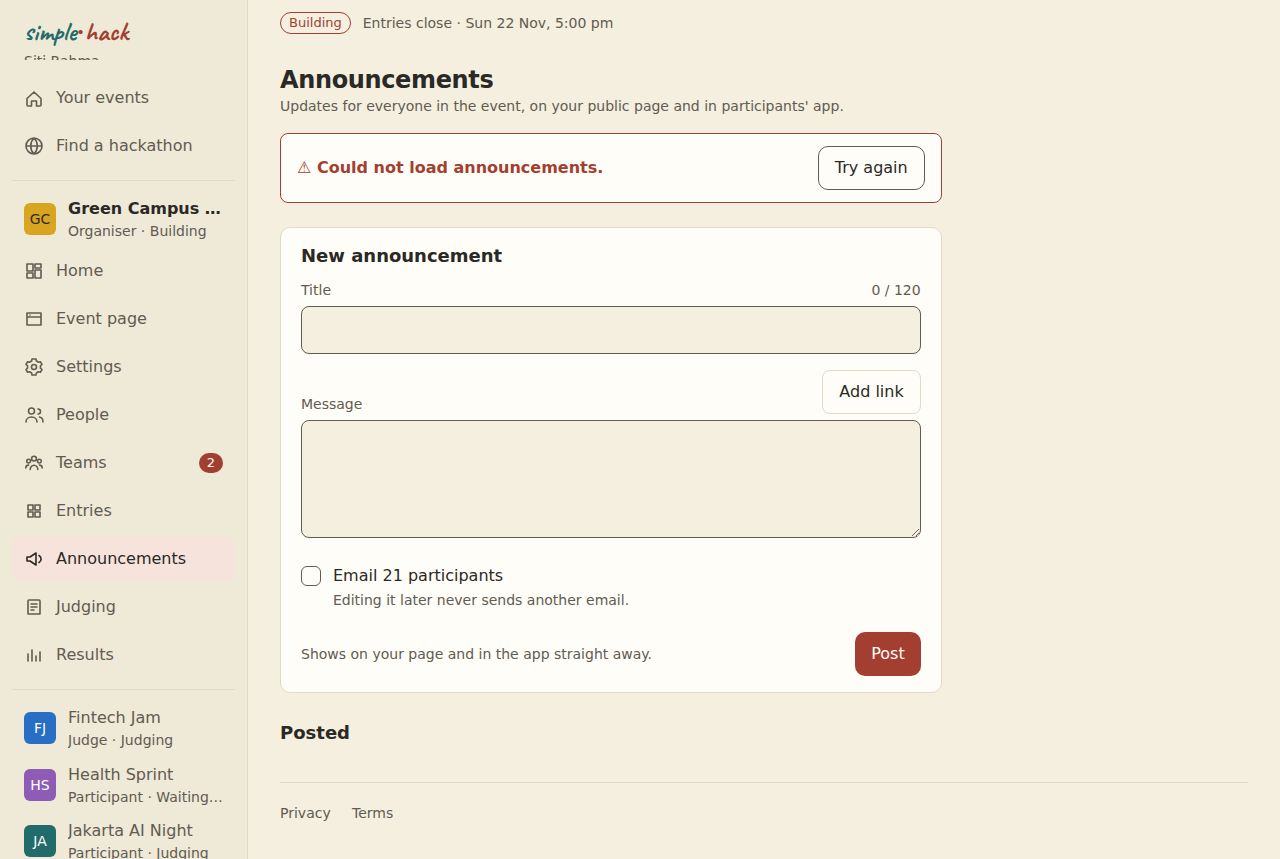 simple·hack
Siti Rahma
Your events
Find a hackathon
GC
Green Campus ...
Organiser · Building
Home
Event page
Settings
People
Teams
2
Entries
Announcements
Judging
Results
FJ
Fintech Jam
Judge · Judging
HS
Health Sprint
Participant · Waiting...
JA
Jakarta AI Night
Participant · Judging
Building
Entries close · Sun 22 Nov, 5:00 pm
Announcements
Updates for everyone in the event, on your public page and in participants' app.
⚠ Could not load announcements.
Try again
New announcement
Title
0 / 120
Add link
Message
Email 21 participants
Editing it later never sends another email.
Shows on your page and in the app straight away.
Post
Posted
Privacy
Terms